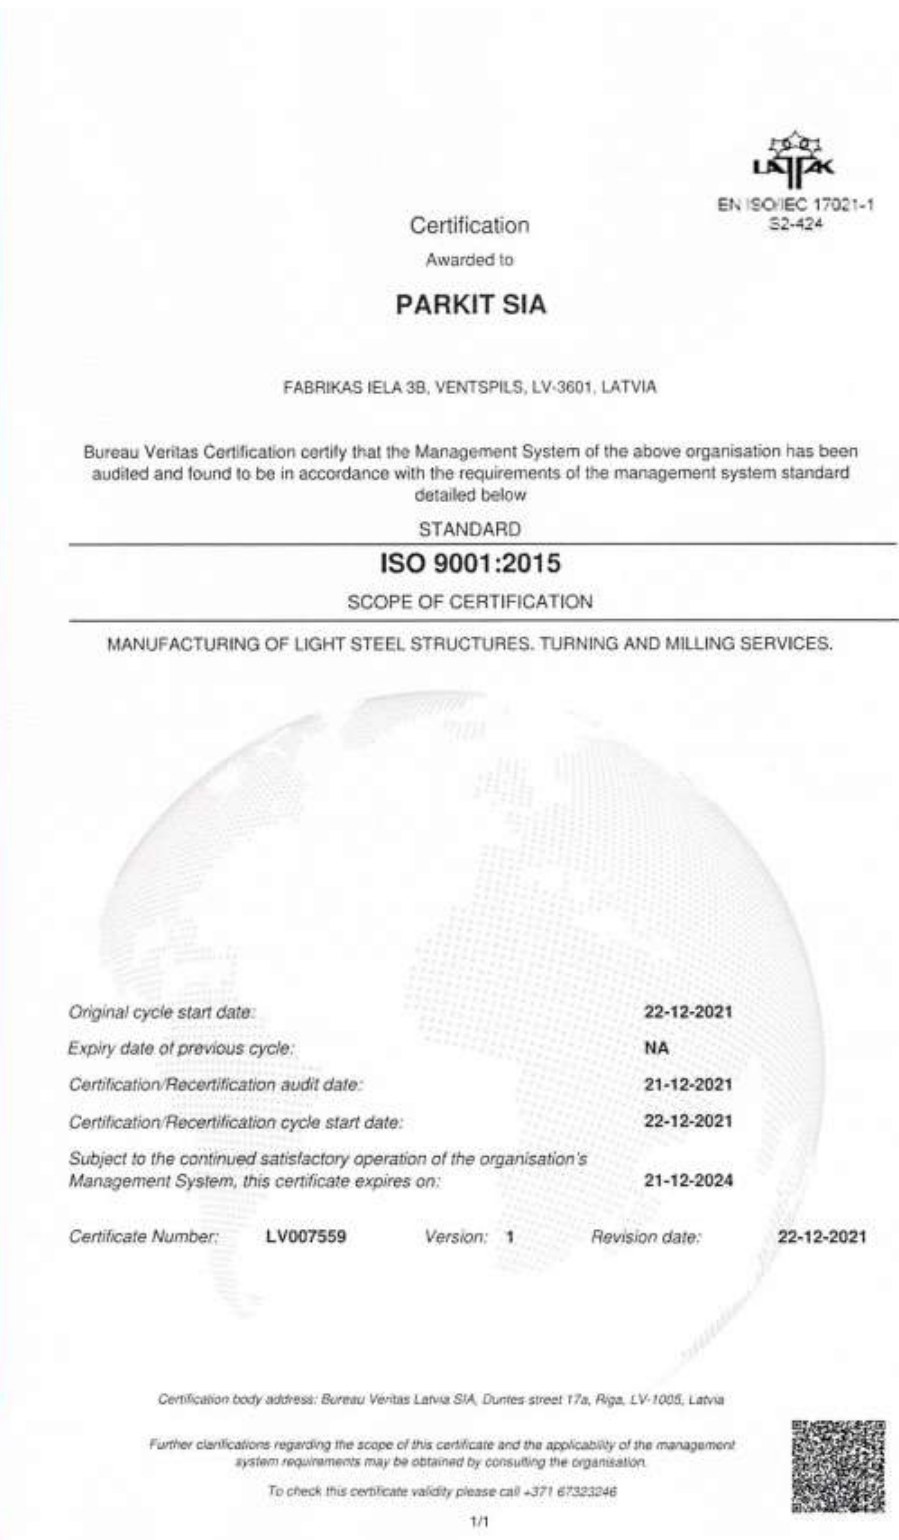 LATAK
EN ISO/IEC 17021-1
S2-424
Certification
Awarded to
PARKIT SIA
FABRIKAS IELA 3B, VENTSPILS, LV-3601, LATVIA
Bureau Veritas Certification certify that the Management System of the above organisation has been
audited and found to be in accordance with the requirements of the management system standard
detailed below
STANDARD
ISO 9001:2015
SCOPE OF CERTIFICATION
MANUFACTURING OF LIGHT STEEL STRUCTURES. TURNING AND MILLING SERVICES.
Original cycle start date: 22-12-2021
Expiry date of previous cycle: NA
Certification/Recertification audit date: 21-12-2021
Certification/Recertification cycle start date: 22-12-2021
Subject to the continued satisfactory operation of the organisation's
Management System, this certificate expires on: 21-12-2024
Certificate Number: LV007559 Version: 1 Revision date: 22-12-2021
Certification body address: Bureau Veritas Latvia SIA, Duntes street 17a, Riga, LV-1005, Latvia
Further clarifications regarding the scope of this certificate and the applicability of the management
system requirements may be obtained by consulting the organisation.
To check this certificate validity please call +371 67323246
1/1